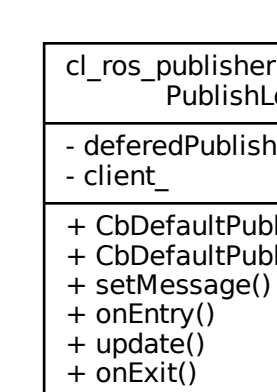 cl_ros_publisher
PublishL
- deferedPublish
- client_
+ CbDefaultPubl
+ CbDefaultPubl
+ setMessage()
+ onEntry()
+ update()
+ onExit()